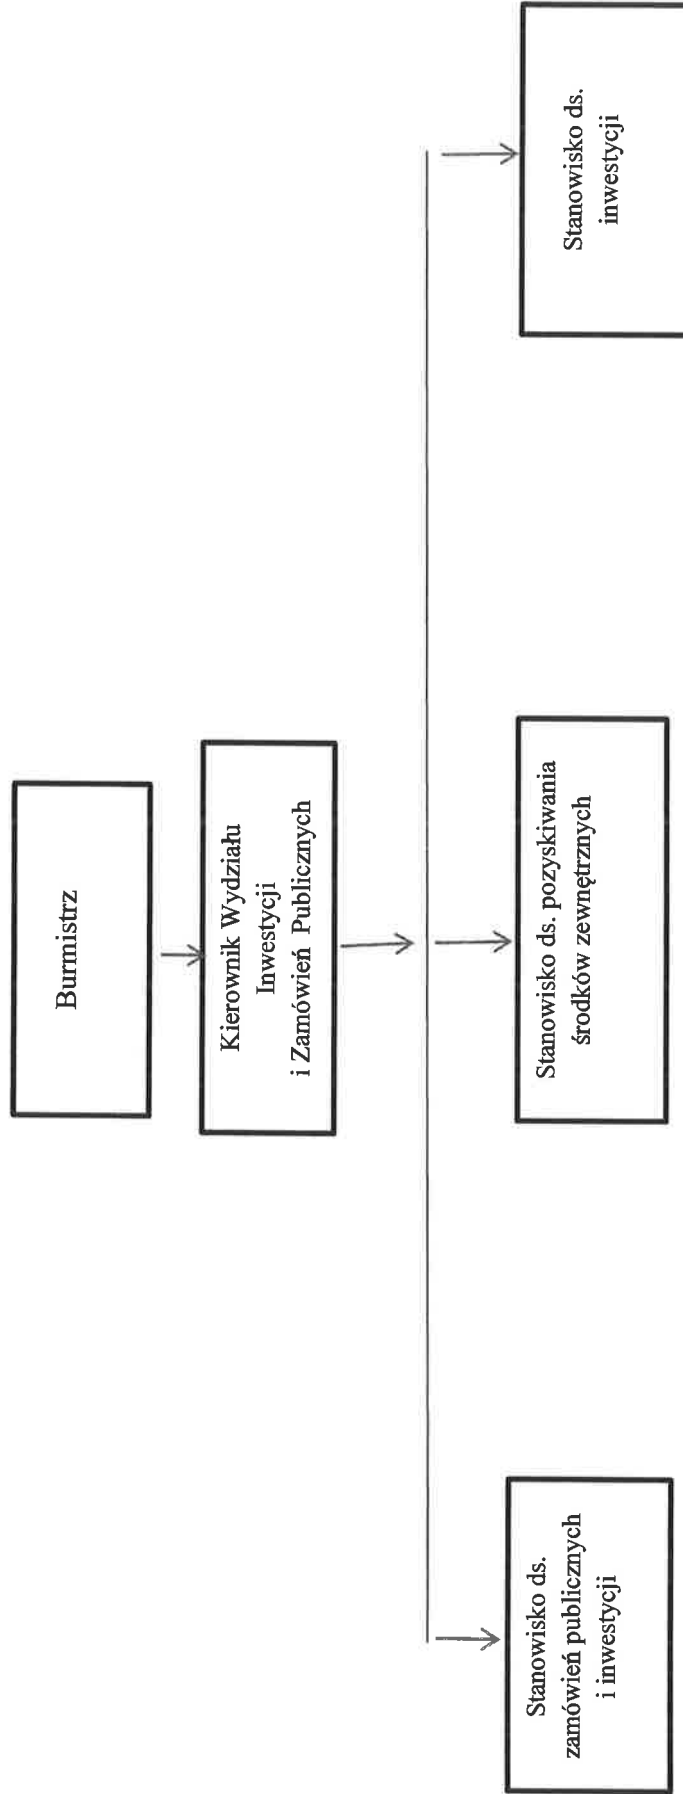 Burmistrz
Kierownik Wydziału
Inwestycji
i Zamówień Publicznych
Stanowisko ds.
zamówień publicznych
i inwestycji
Stanowisko ds. pozyskiwania
środków zewnętrznych
Stanowisko ds.
inwestycji